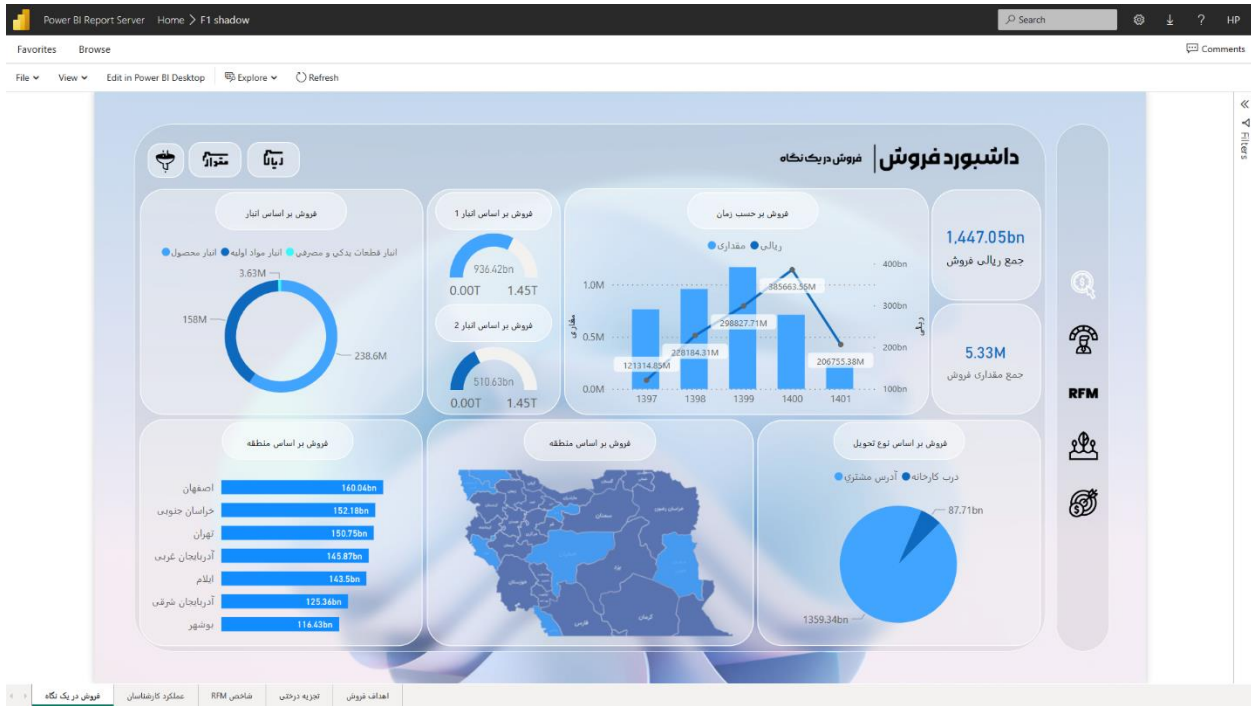 Power BI Report Server Home > F1 shadow
Search
? HP
Favorites Browse
Comments
File View Edit in Power BI Desktop Explore Refresh
Filters
داشبورد فروش | فروش در یک نگاه
ریالی
مقداری
1,447.05bn
جمع ریالی فروش
5.33M
جمع مقداری فروش
RFM
فروش بر حسب زمان
ریالی مقداری
400bn
300bn
200bn
100bn
ریالی
1.0M
0.5M
0.0M
121314.85M
228184.31M
298827.71M
385663.55M
206755.38M
1397 1398 1399 1400 1401
فروش بر اساس انبار 1
936.42bn
0.00T 1.45T
فروش بر اساس انبار 2
510.63bn
0.00T 1.45T
فروش بر اساس انبار
انبار قطعات یدکی و مصرفی انبار مواد اولیه انبار محصول
3.63M
158M
238.6M
فروش بر اساس نوع تحویل
درب کارخانه آدرس مشتری
87.71bn
1359.34bn
فروش بر اساس منطقه
سمنان
یزد
کرمان
فارس
خوزستان
فروش بر اساس منطقه
اصفهان 160.04bn
خراسان جنوبی 152.18bn
تهران 150.75bn
آذربایجان غربی 145.87bn
ایلام 143.5bn
آذربایجان شرقی 125.36bn
بوشهر 116.43bn
فروش در یک نگاه
عملکرد کارشناسان
شاخص RFM
تجزیه درختی
اهداف فروش